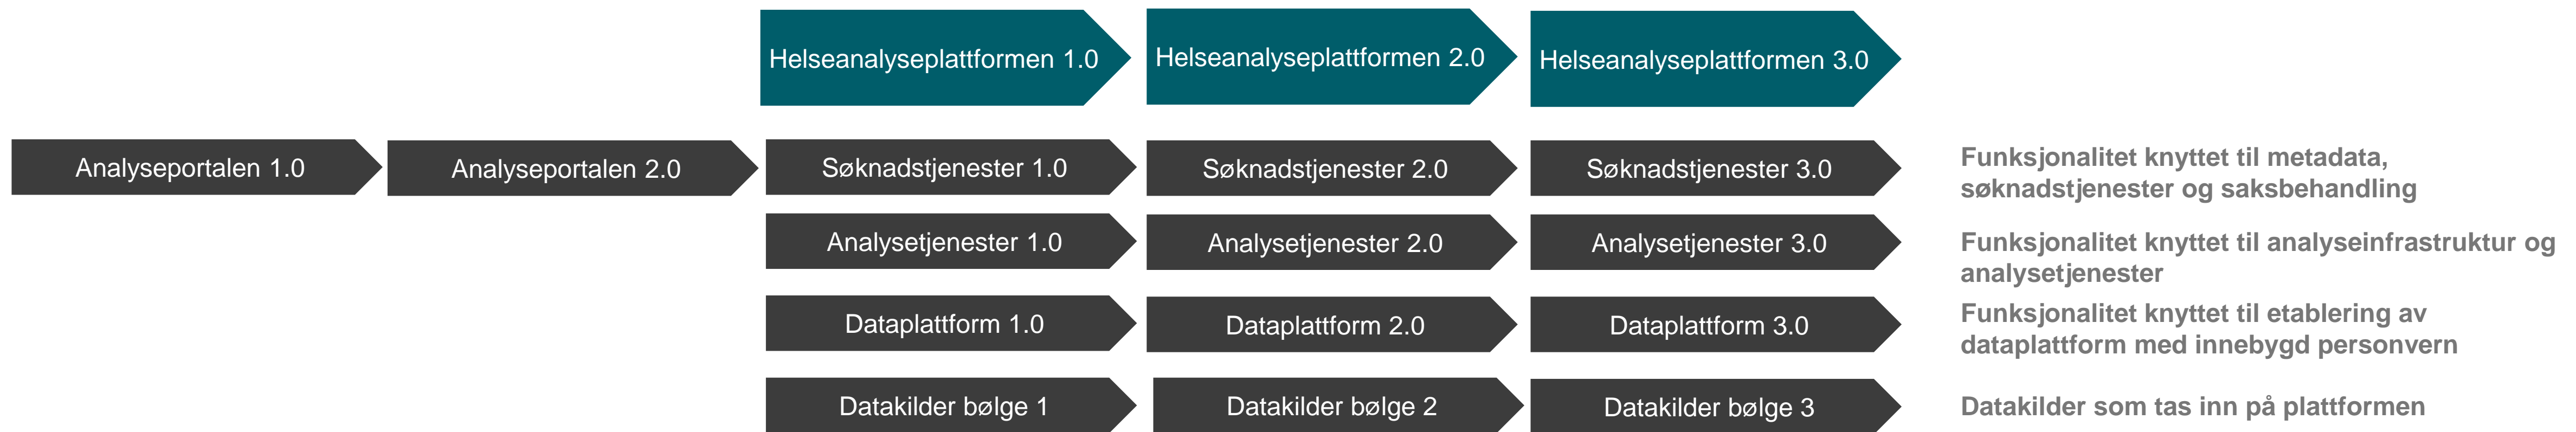 Helseanalyseplattformen 1.0
Helseanalyseplattformen 2.0
Helseanalyseplattformen 3.0
Analyseportalen 1.0
Analyseportalen 2.0
Søknadstjenester 1.0
Søknadstjenester 2.0
Søknadstjenester 3.0
Funksjonalitet knyttet til metadata,
søknadstjenester og saksbehandling
Analysetjenester 1.0
Analysetjenester 2.0
Analysetjenester 3.0
Funksjonalitet knyttet til analyseinfrastruktur og
analysetjenester
Dataplattform 1.0
Dataplattform 2.0
Dataplattform 3.0
Funksjonalitet knyttet til etablering av
dataplattform med innebygd personvern
Datakilder bølge 1
Datakilder bølge 2
Datakilder bølge 3
Datakilder som tas inn på plattformen